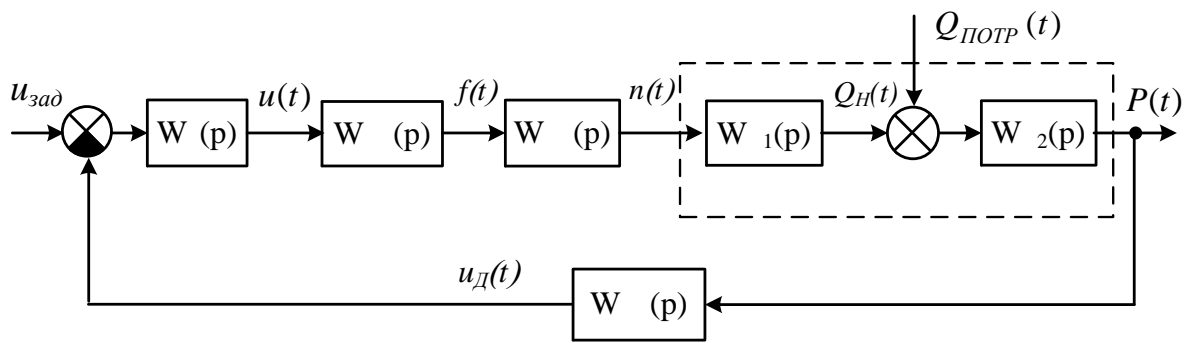 Q_ПОТР (t)
u_зад
u(t)
f(t)
n(t)
Q_Н(t)
P(t)
W (p)
W (p)
W (p)
W ₁(p)
W ₂(p)
u_Д(t)
W (p)